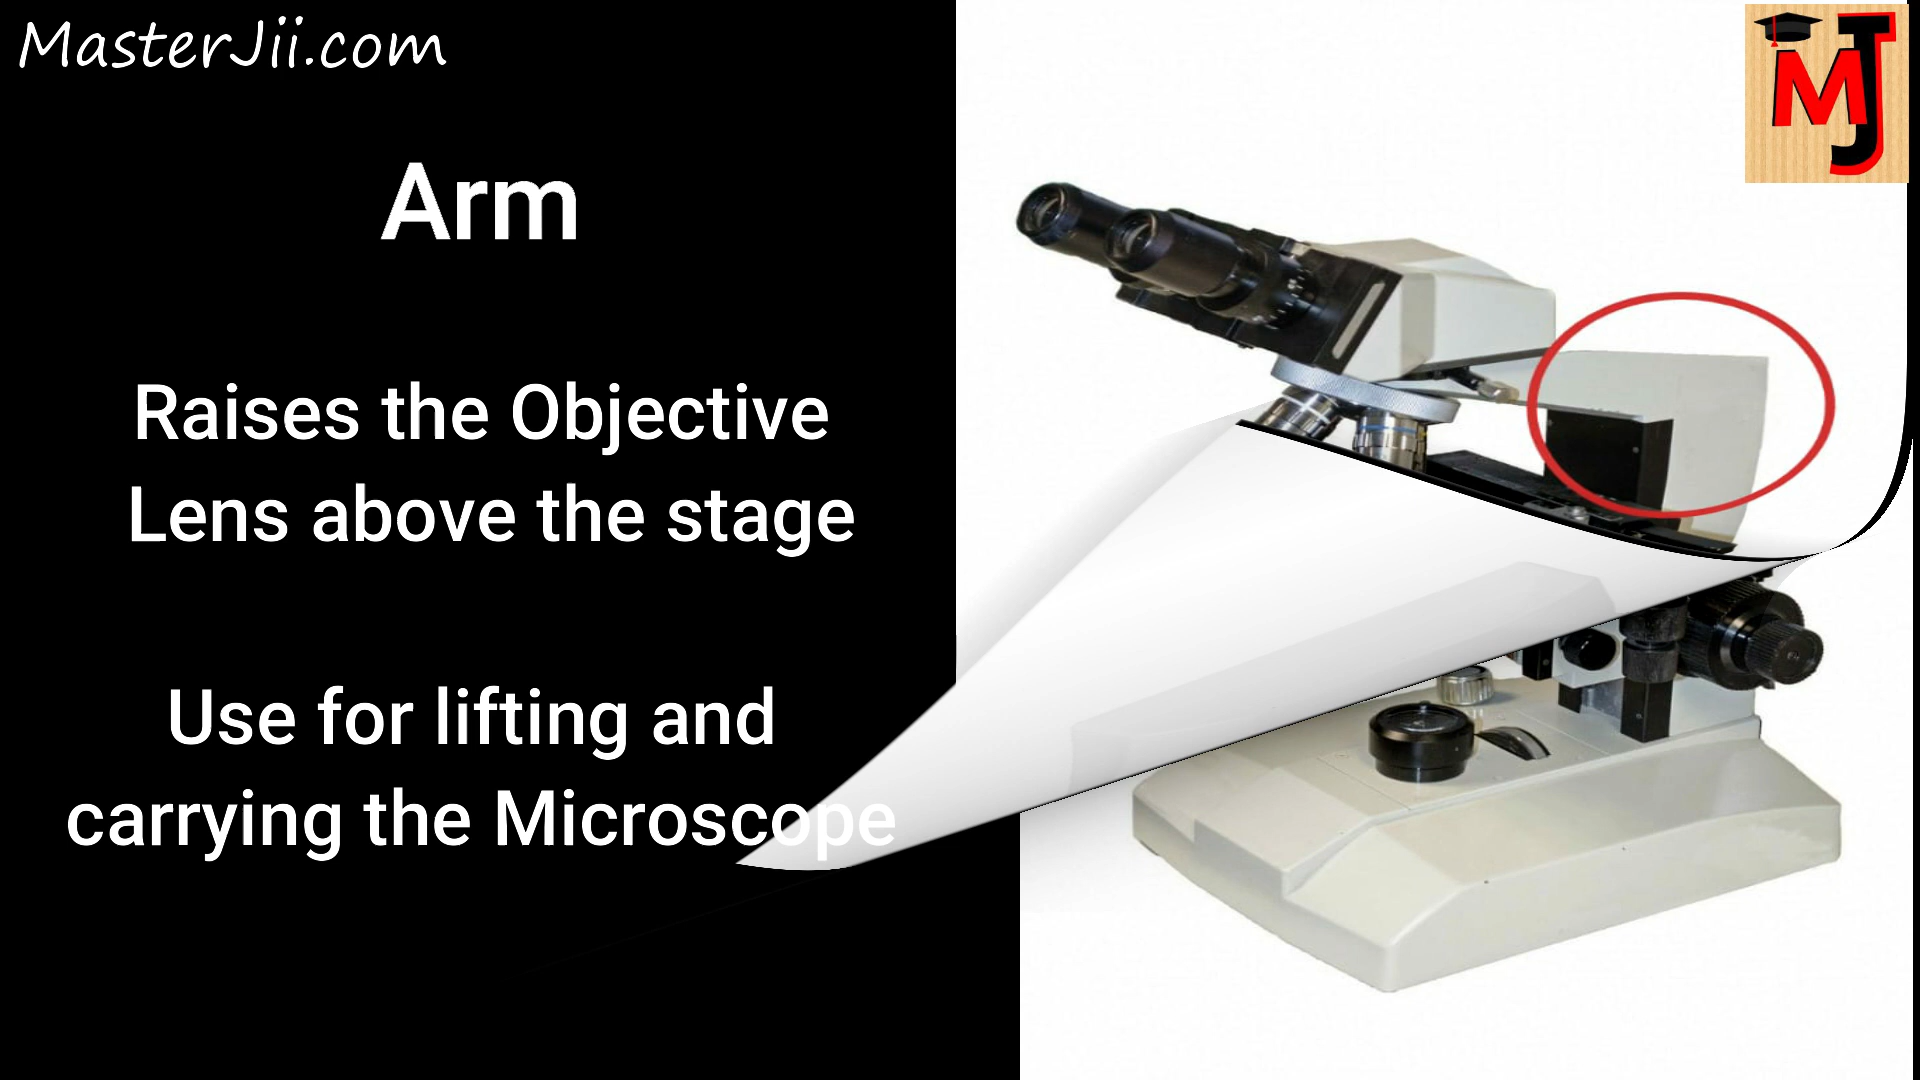 MasterJii.com
MJ
Arm
Raises the Objective
Lens above the stage
Use for lifting and
carrying the Microscope